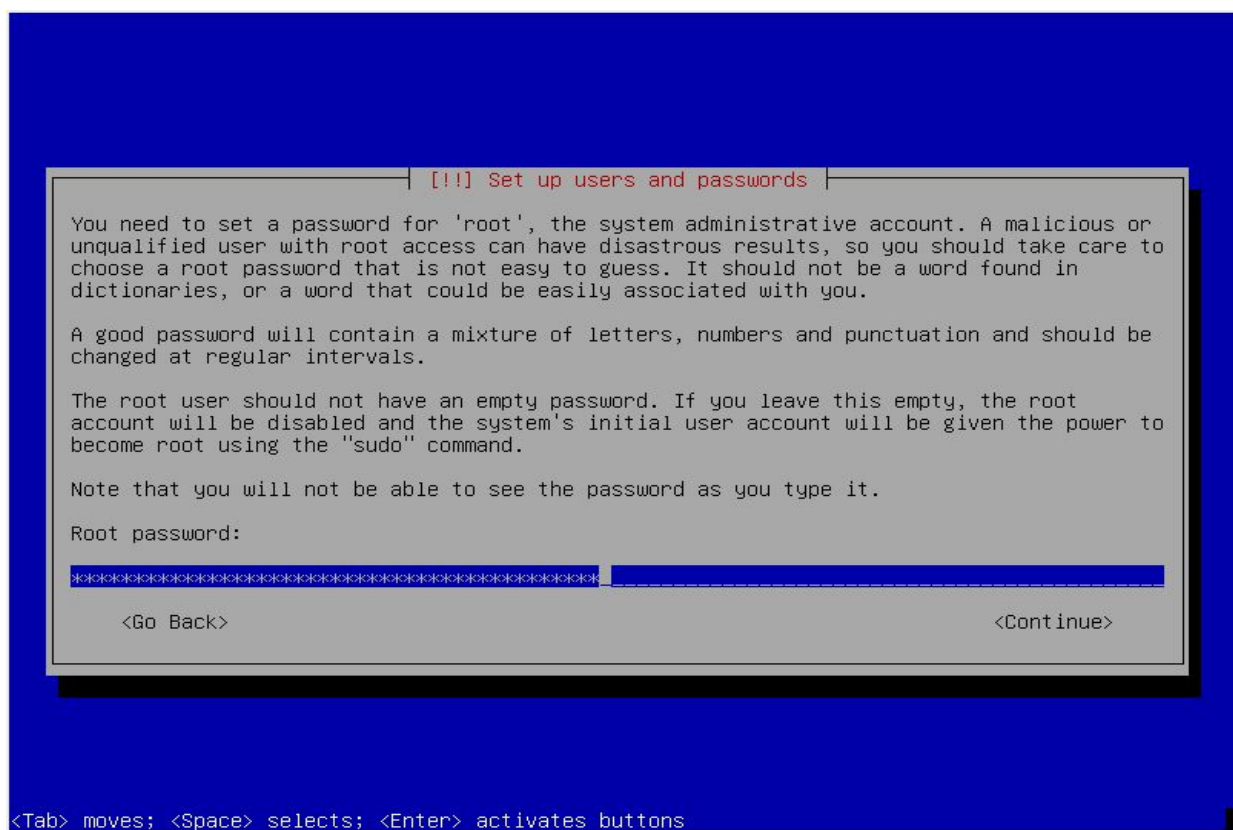 [!!] Set up users and passwords
You need to set a password for 'root', the system administrative account. A malicious or
unqualified user with root access can have disastrous results, so you should take care to
choose a root password that is not easy to guess. It should not be a word found in
dictionaries, or a word that could be easily associated with you.
A good password will contain a mixture of letters, numbers and punctuation and should be
changed at regular intervals.
The root user should not have an empty password. If you leave this empty, the root
account will be disabled and the system's initial user account will be given the power to
become root using the "sudo" command.
Note that you will not be able to see the password as you type it.
Root password:
*******************************************_
<Go Back> <Continue>
<Tab> moves; <Space> selects; <Enter> activates buttons